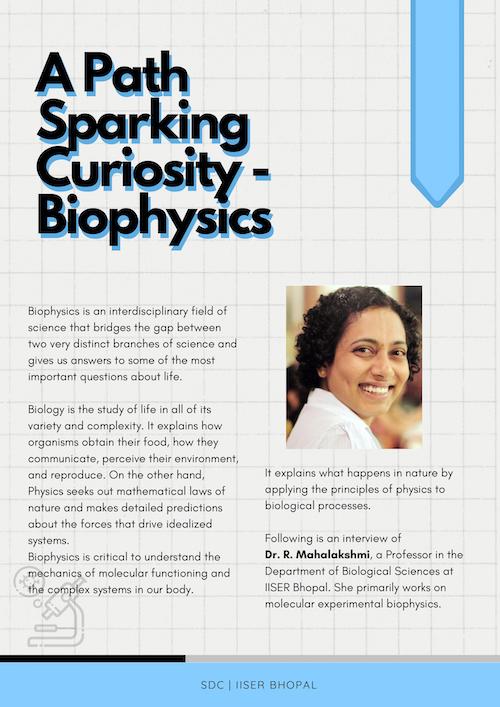 A Path
Sparking
Curiosity -
Biophysics
Biophysics is an interdisciplinary field of
science that bridges the gap between
two very distinct branches of science and
gives us answers to some of the most
important questions about life.
Biology is the study of life in all of its
variety and complexity. It explains how
organisms obtain their food, how they
communicate, perceive their environment,
and reproduce. On the other hand,
Physics seeks out mathematical laws of
nature and makes detailed predictions
about the forces that drive idealized
systems.
Biophysics is critical to understand the
mechanics of molecular functioning and
the complex systems in our body.
It explains what happens in nature by
applying the principles of physics to
biological processes.
Following is an interview of
Dr. R. Mahalakshmi, a Professor in the
Department of Biological Sciences at
IISER Bhopal. She primarily works on
molecular experimental biophysics.
SDC | IISER BHOPAL